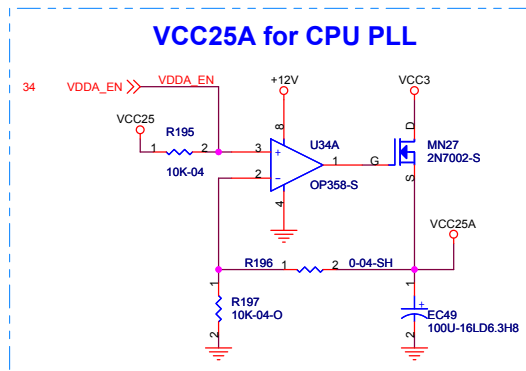 VCC25A for CPU PLL
34 VDDA_EN VDDA_EN
+12V
VCC3
VCC25
R195
1 2
10K-04
8
3
+
2
-
1
4
U34A
OP358-S
D
G
S
MN27
2N7002-S
VCC25A
R196 1 2 0-04-SH
1
R197
10K-04-O
2
1
+
EC49
100U-16LD6.3H8
2